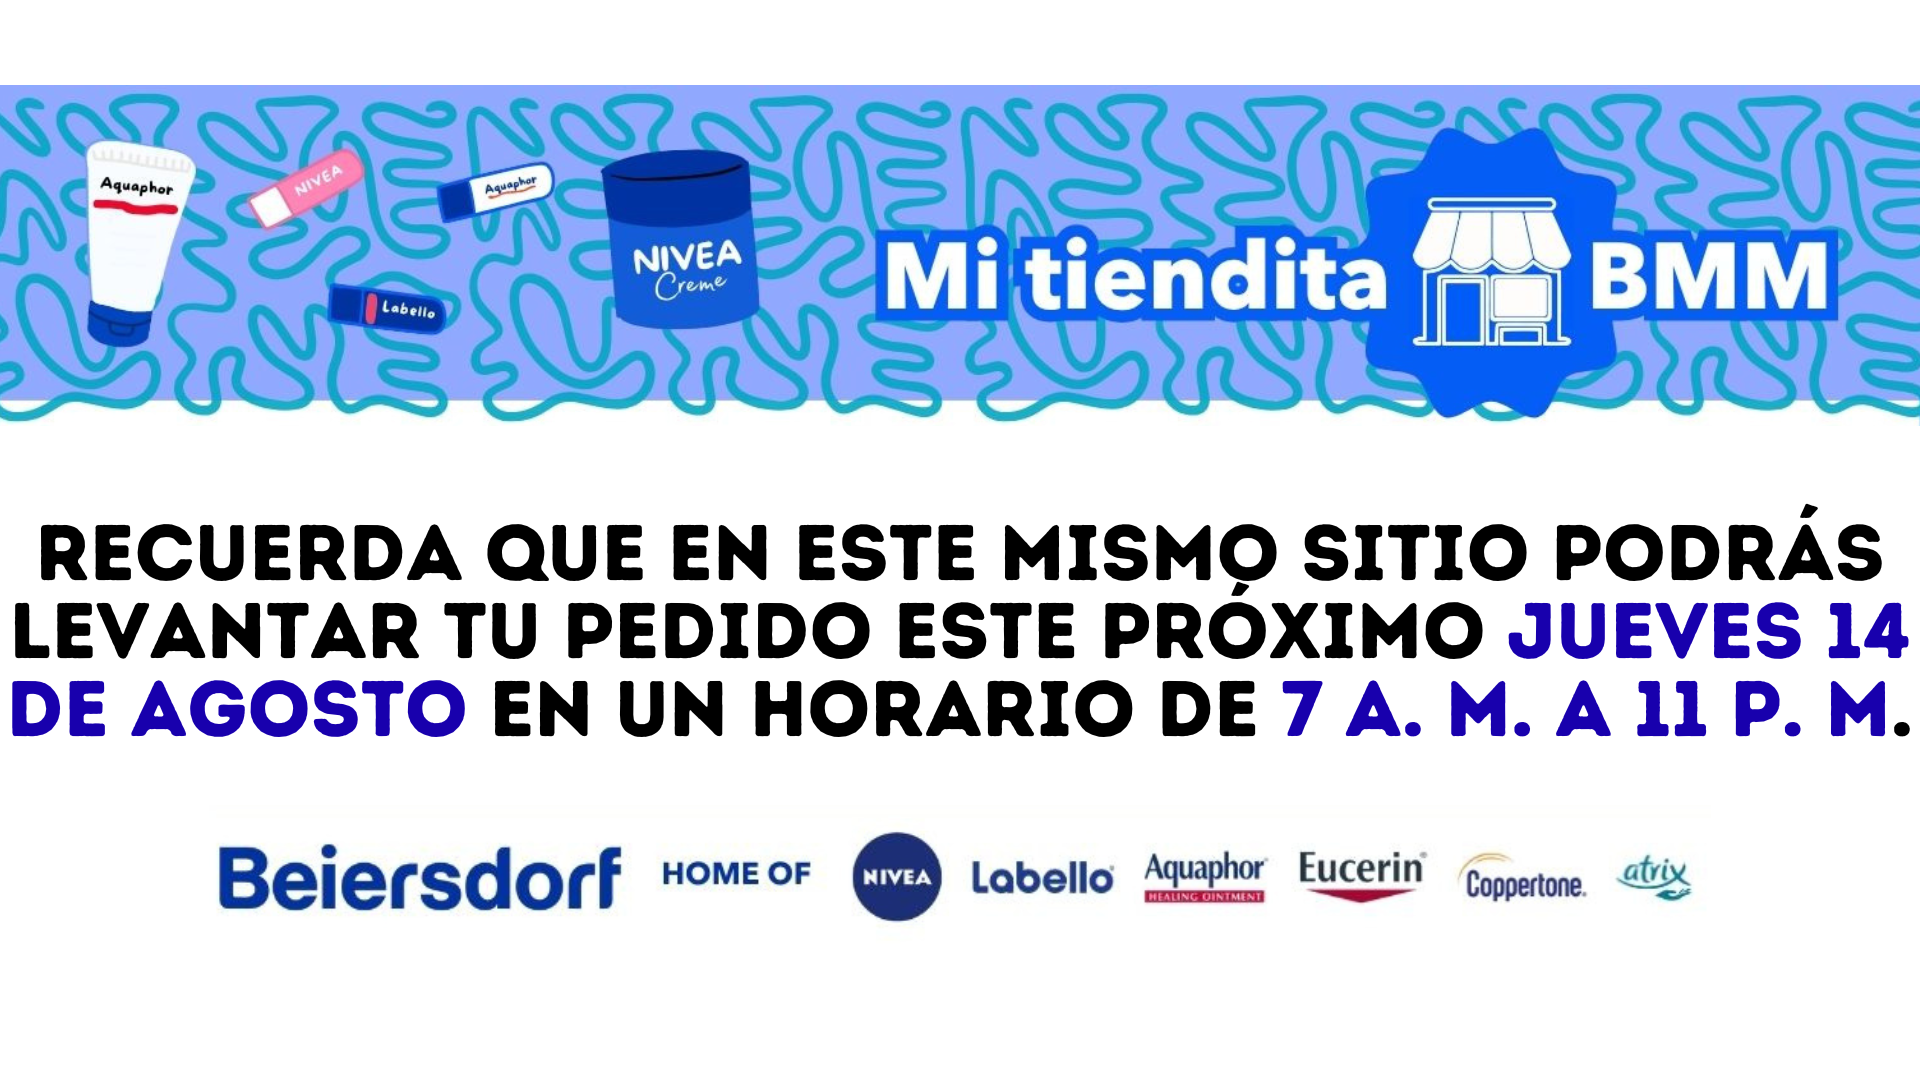 Aquaphor
NIVEA
Aquaphor
Labello
NIVEA
Creme
Mi tiendita BMM
RECUERDA QUE EN ESTE MISMO SITIO PODRÁS
LEVANTAR TU PEDIDO ESTE PRÓXIMO JUEVES 14
DE AGOSTO EN UN HORARIO DE 7 A. M. A 11 P. M.
Beiersdorf HOME OF NIVEA Labello Aquaphor Eucerin Coppertone. atrix
HEALING OINTMENT